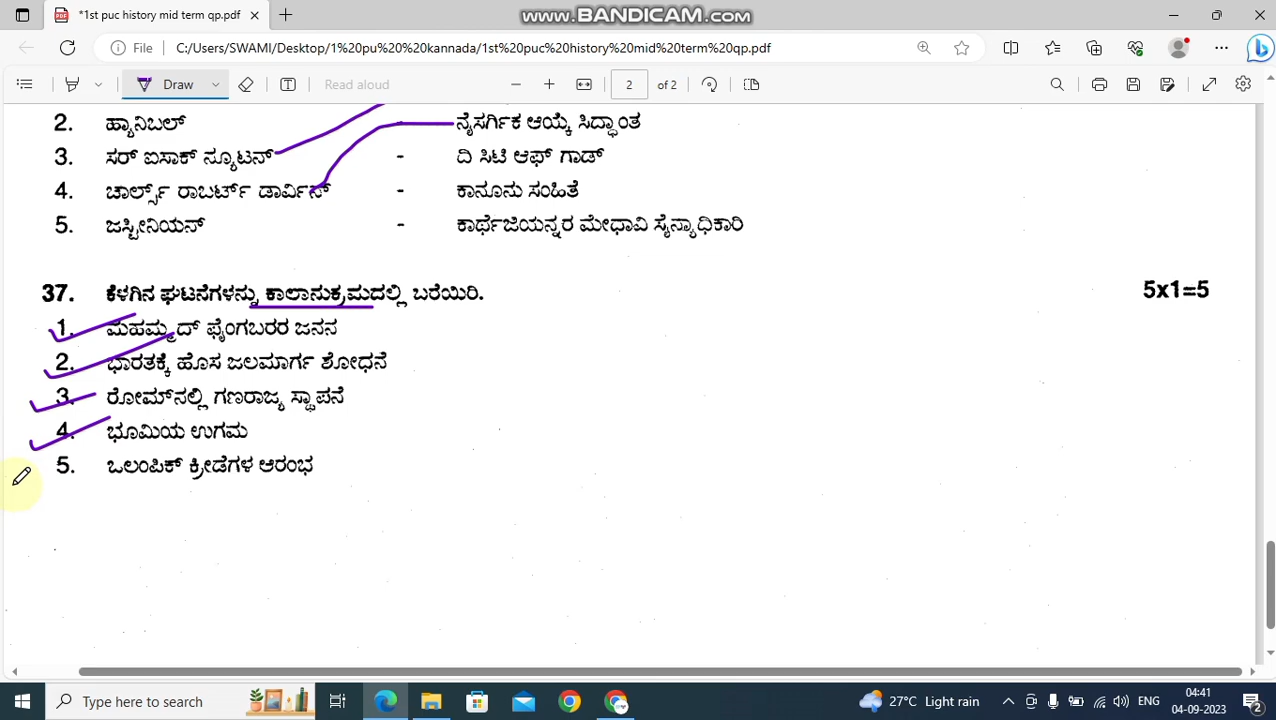 *1st puc history mid term qp.pdf
www.BANDICAM.com
File C:/Users/SWAMI/Desktop/1%20pu%20%20kannada/1st%20puc%20history%20mid%20term%20qp.pdf
Draw Read aloud 2 of 2
2. ಹ್ಯಾನಿಬಲ್ - ನೈಸರ್ಗಿಕ ಆಯ್ಕೆ ಸಿದ್ಧಾಂತ
3. ಸರ್ ಐಸಾಕ್ ನ್ಯೂಟನ್ - ದಿ ಸಿಟಿ ಆಫ್ ಗಾಡ್
4. ಚಾರ್ಲ್ಸ್ ರಾಬರ್ಟ್ ಡಾರ್ವಿನ್ - ಕಾನೂನು ಸಂಹಿತೆ
5. ಜಸ್ಟೀನಿಯನ್ - ಕಾರ್ಥೆಜಿಯನ್ನರ ಮೇಧಾವಿ ಸೈನ್ಯಾಧಿಕಾರಿ
37. ಕೆಳಗಿನ ಘಟನೆಗಳನ್ನು ಕಾಲಾನುಕ್ರಮದಲ್ಲಿ ಬರೆಯಿರಿ. 5x1=5
1. ಮಹಮ್ಮದ್ ಫೈಂಗಬರರ ಜನನ
2. ಭಾರತಕ್ಕೆ ಹೊಸ ಜಲಮಾರ್ಗ ಶೋಧನೆ
3. ರೋಮ್‌ನಲ್ಲಿ ಗಣರಾಜ್ಯ ಸ್ಥಾಪನೆ
4. ಭೂಮಿಯ ಉಗಮ
5. ಒಲಂಪಿಕ್ ಕ್ರೀಡೆಗಳ ಆರಂಭ
Type here to search 27°C Light rain ENG 04:41
04-09-2023 2